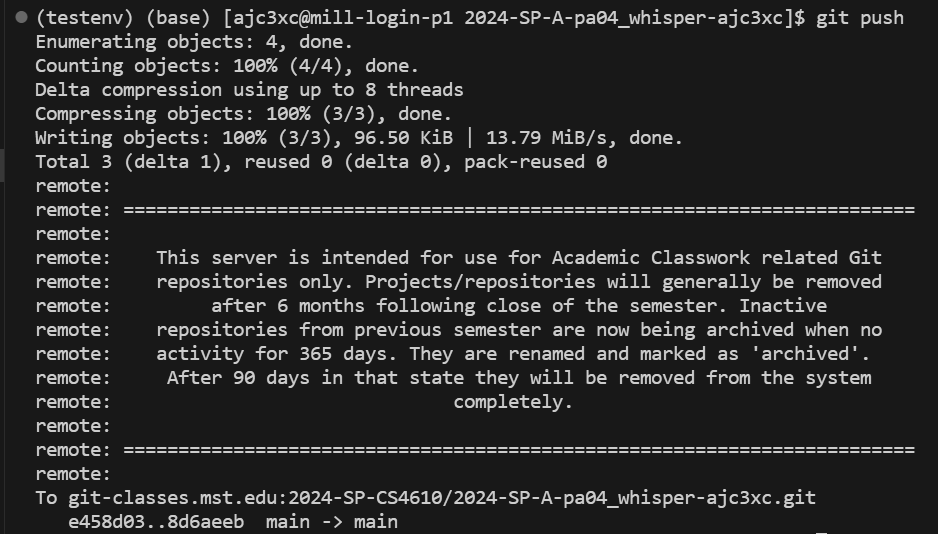 (testenv) (base) [ajc3xc@mill-login-p1 2024-SP-A-pa04_whisper-ajc3xc]$ git push
Enumerating objects: 4, done.
Counting objects: 100% (4/4), done.
Delta compression using up to 8 threads
Compressing objects: 100% (3/3), done.
Writing objects: 100% (3/3), 96.50 KiB | 13.79 MiB/s, done.
Total 3 (delta 1), reused 0 (delta 0), pack-reused 0
remote:
remote: ========================================================================
remote:
remote:    This server is intended for use for Academic Classwork related Git
remote:    repositories only. Projects/repositories will generally be removed
remote:         after 6 months following close of the semester. Inactive
remote:    repositories from previous semester are now being archived when no
remote:    activity for 365 days. They are renamed and marked as 'archived'.
remote:     After 90 days in that state they will be removed from the system
remote:                               completely.
remote:
remote: ========================================================================
remote:
To git-classes.mst.edu:2024-SP-CS4610/2024-SP-A-pa04_whisper-ajc3xc.git
   e458d03..8d6aeeb  main -> main